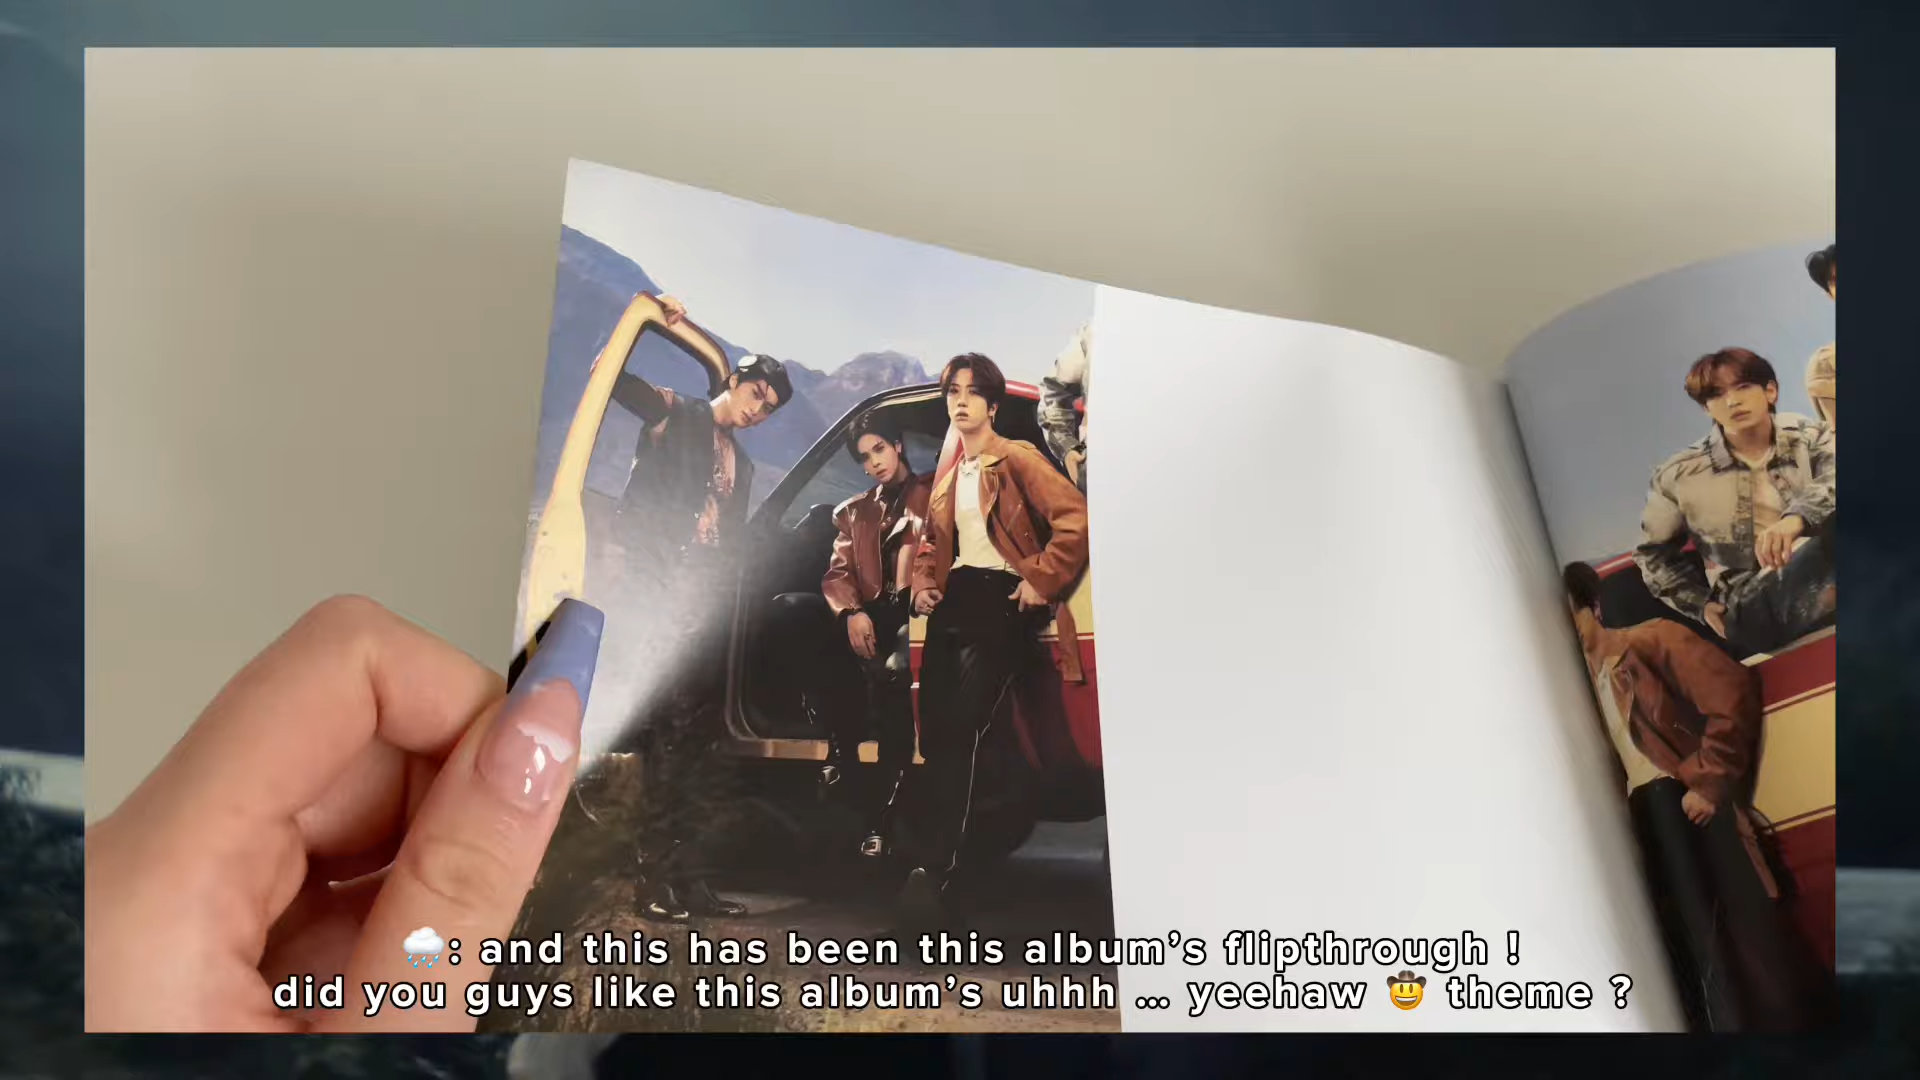 🌧️: and this has been this album’s flipthrough !
did you guys like this album’s uhhh ... yeehaw 🤠 theme ?